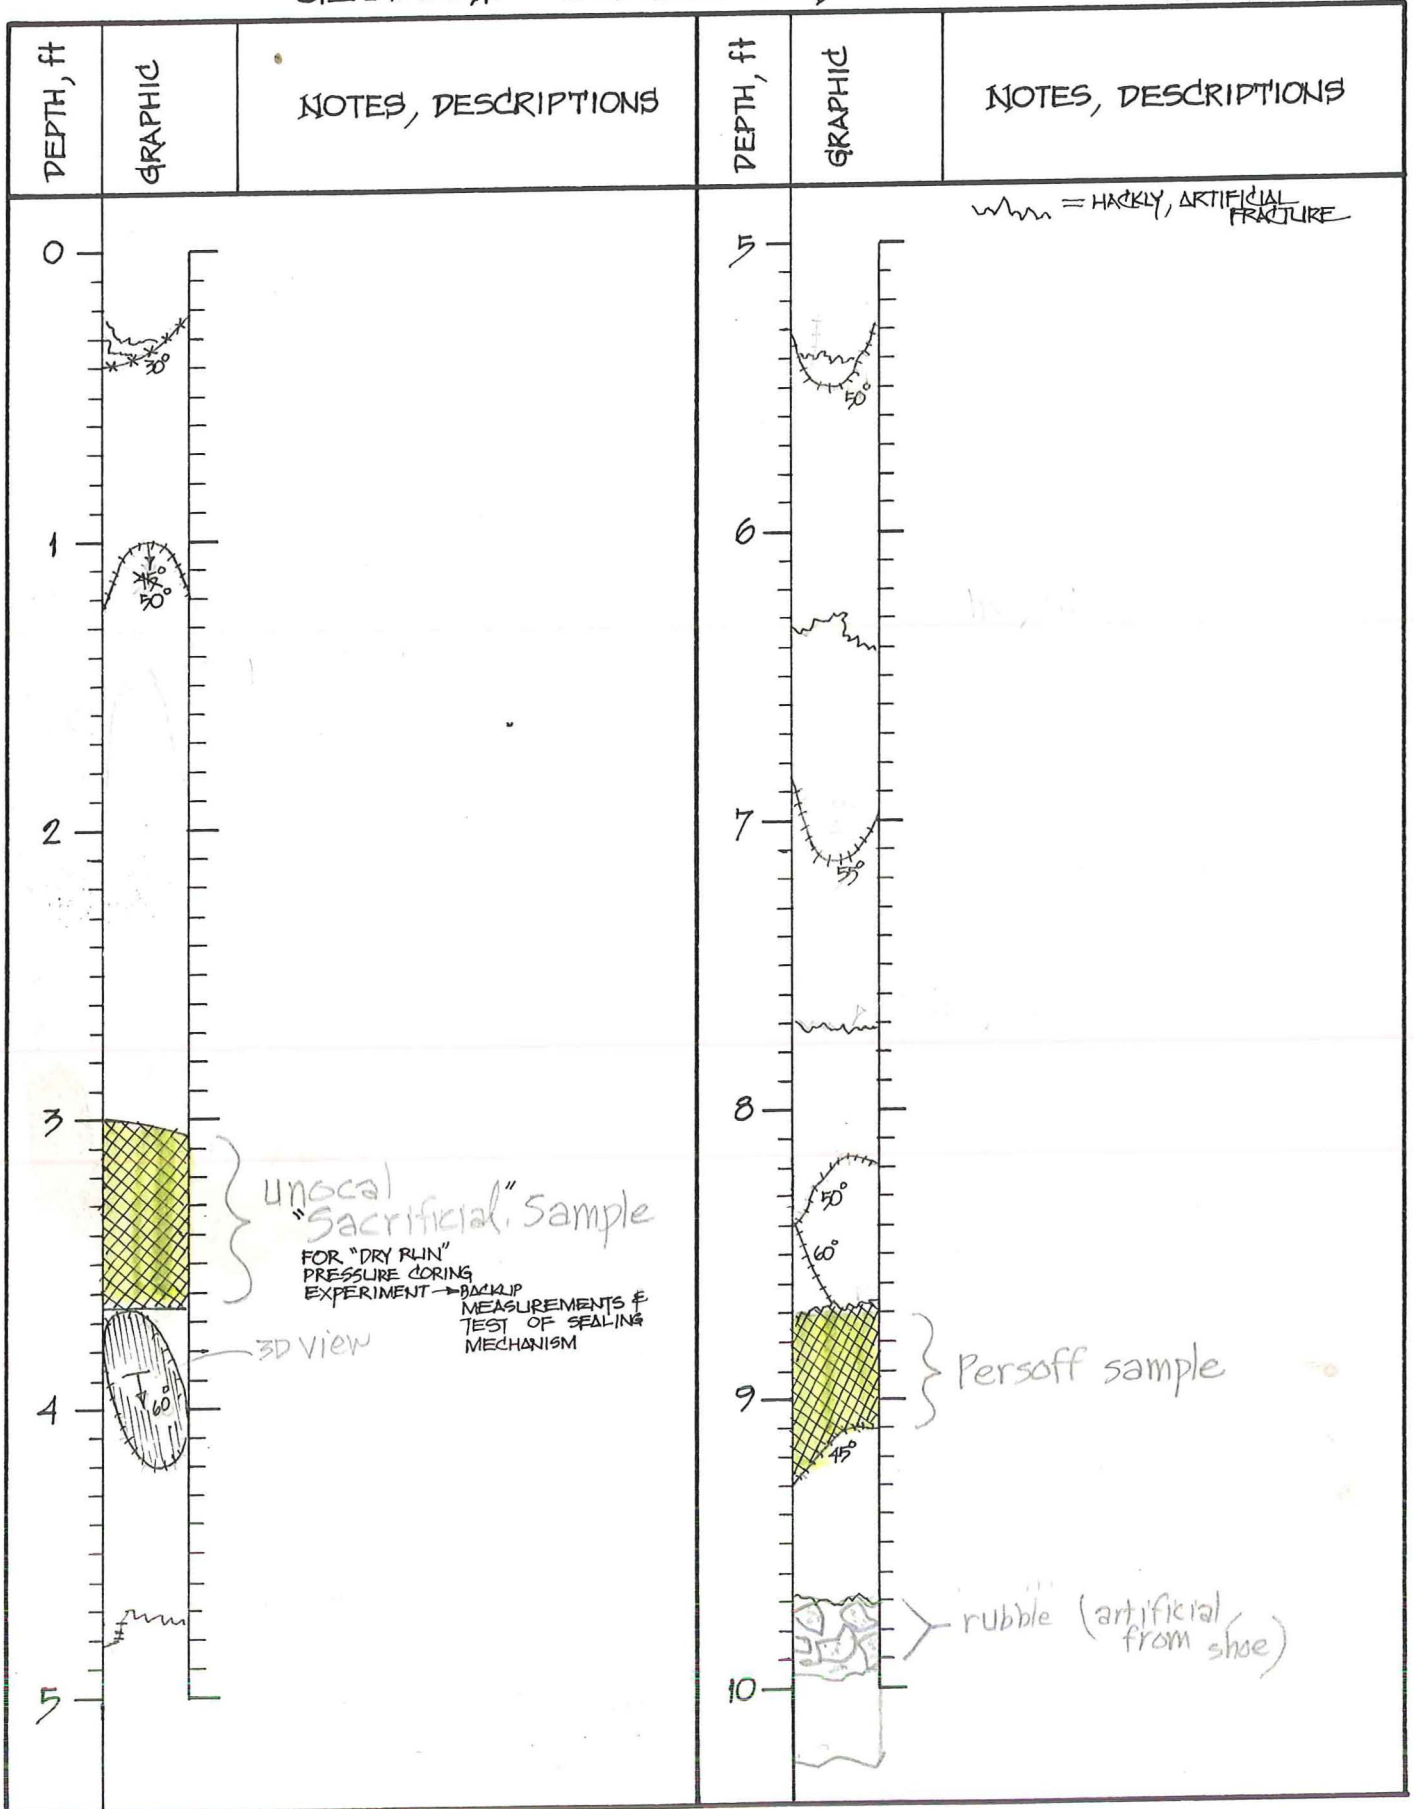 DEPTH, ft
GRAPHIC
NOTES, DESCRIPTIONS
DEPTH, ft
GRAPHIC
NOTES, DESCRIPTIONS
0
30°
1
50°
2
3
unocal
"Sacrificial" Sample
FOR "DRY RUN"
PRESSURE CORING
EXPERIMENT → BACKUP
MEASUREMENTS &
TEST OF SEALING
MECHANISM
3D View
4
60°
5
= HACKLY, ARTIFICIAL
FRACTURE
5
50°
6
7
55°
8
50°
60°
Persoff sample
9
45°
rubble (artificial,
from shoe)
10